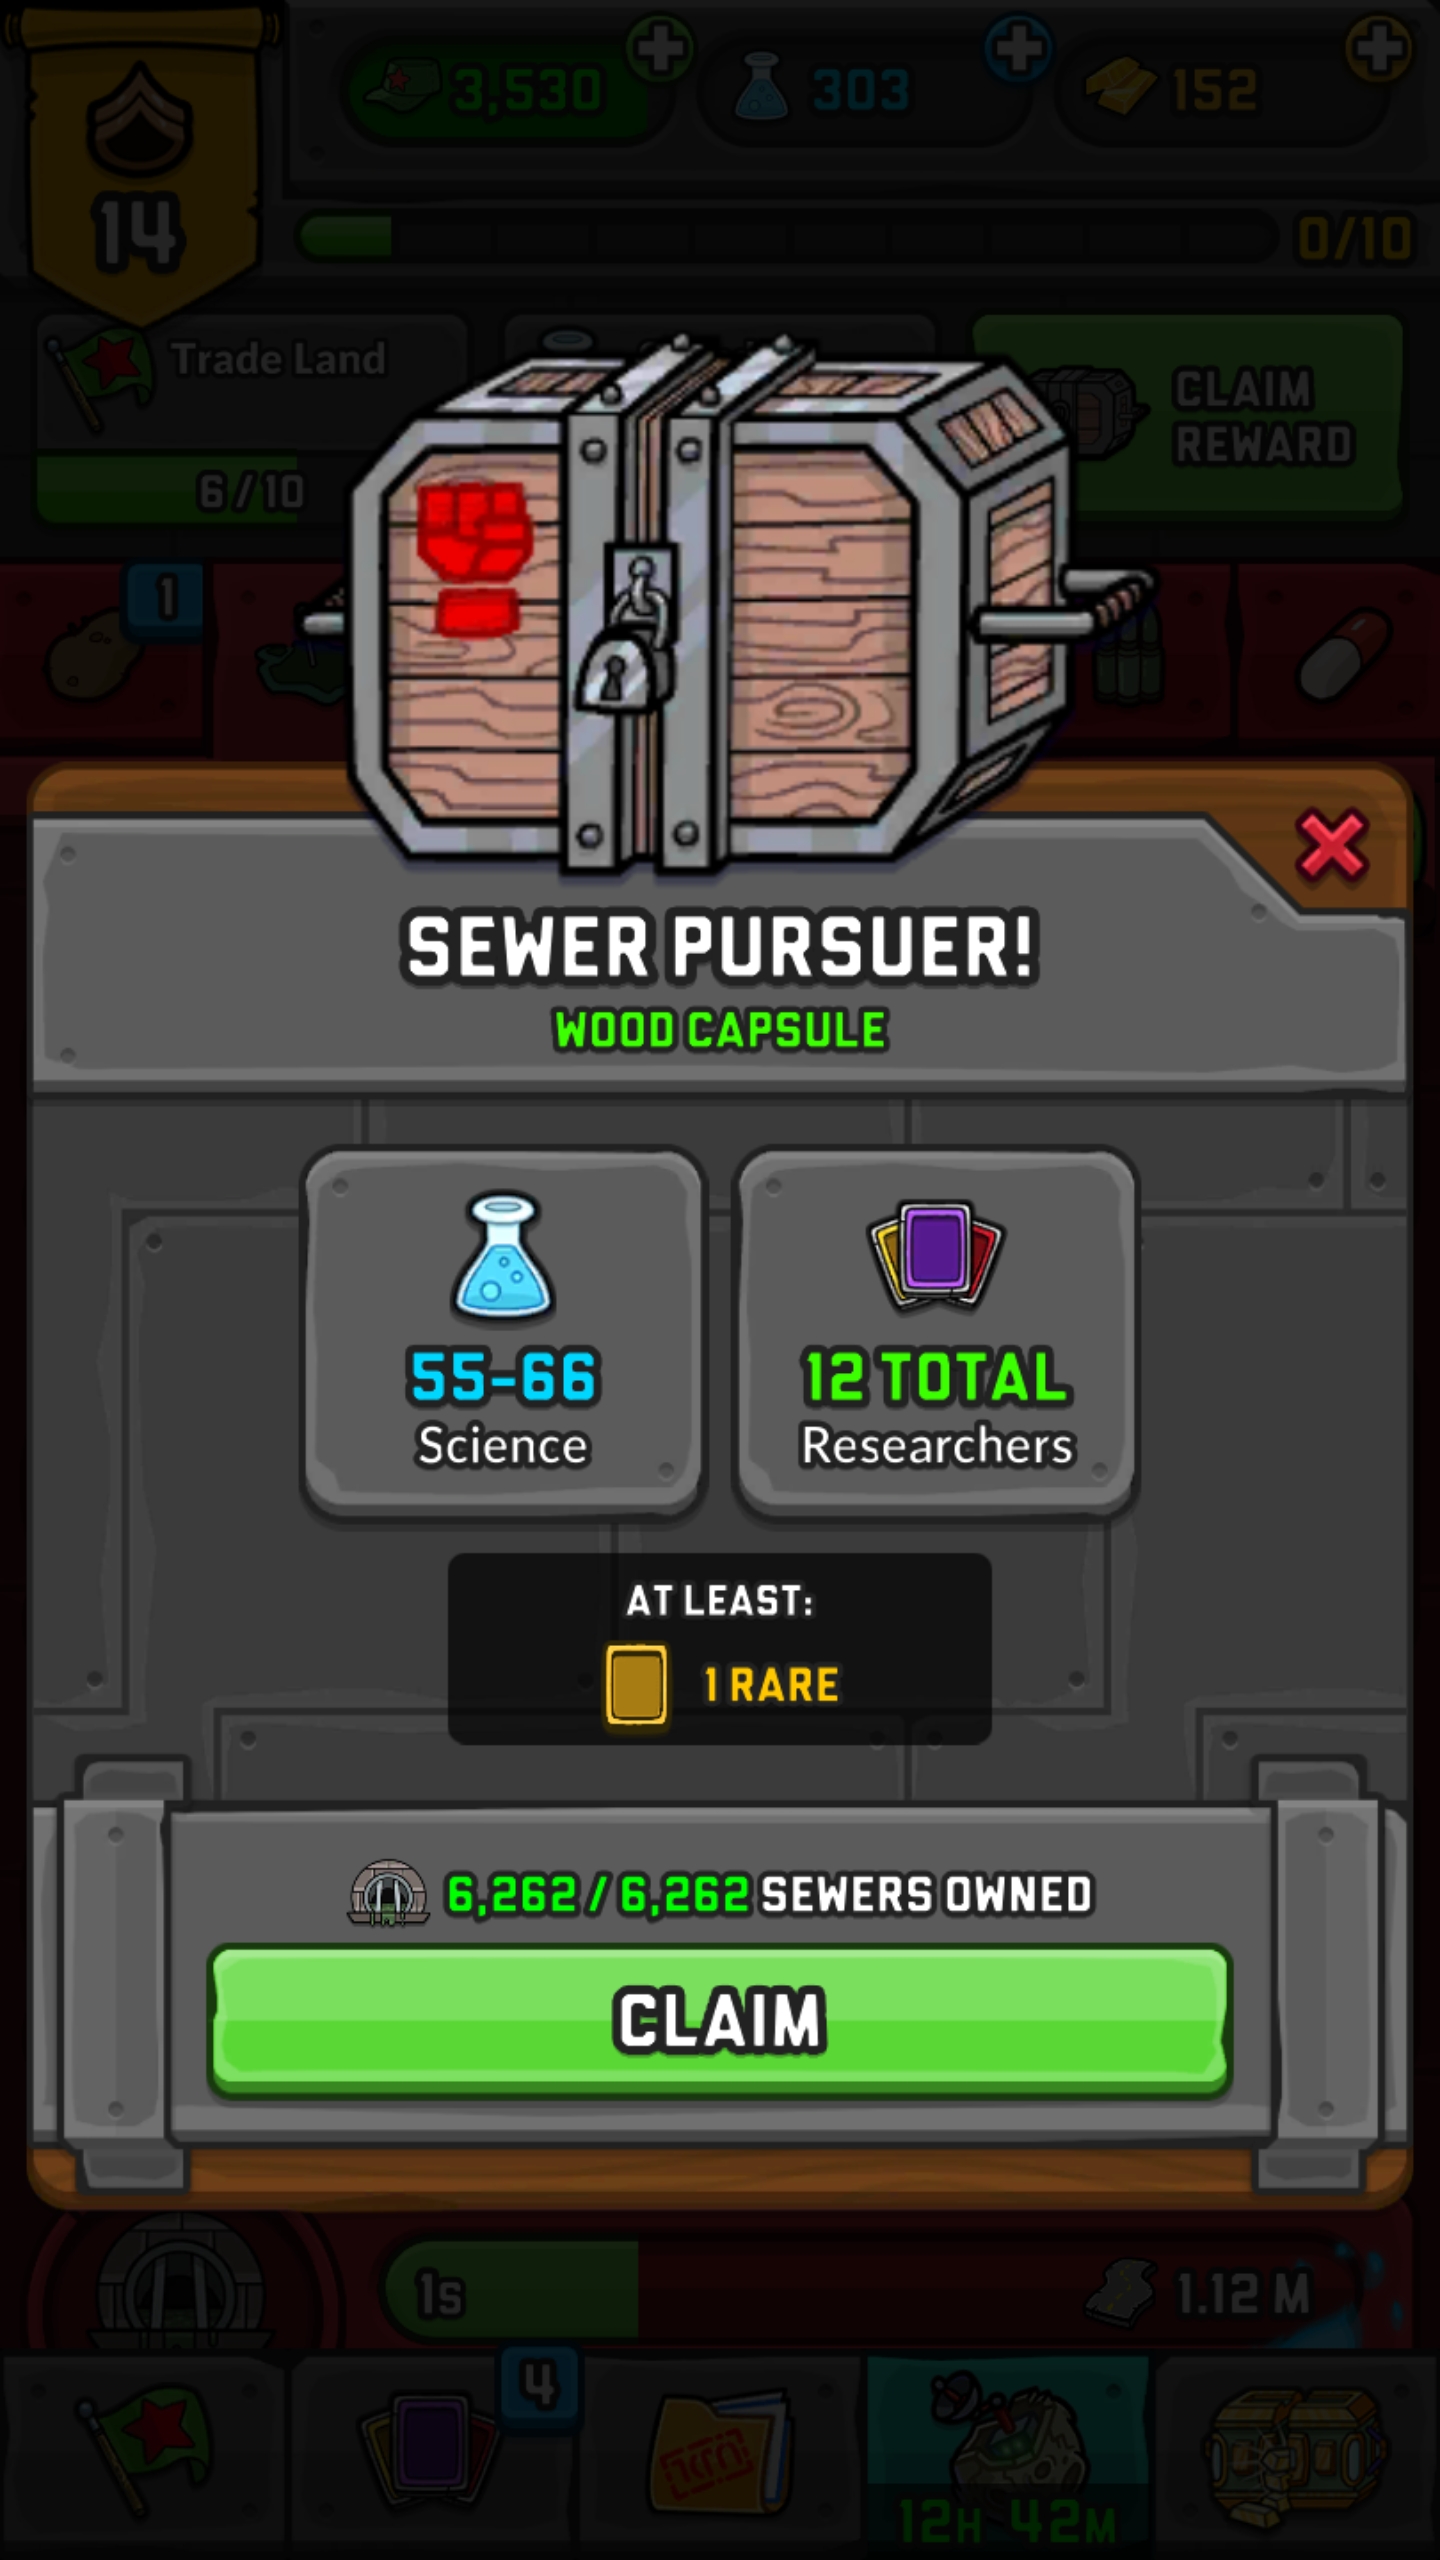 3,530
303
152
14
0/10
Trade Land
CLAIM
REWARD
6/10
1
SEWER PURSUER!
WOOD CAPSULE
55-66
Science
12 TOTAL
Researchers
AT LEAST:
1 RARE
6,262/6,262 SEWERS OWNED
CLAIM
1s
1.12 M
4
12H 42M